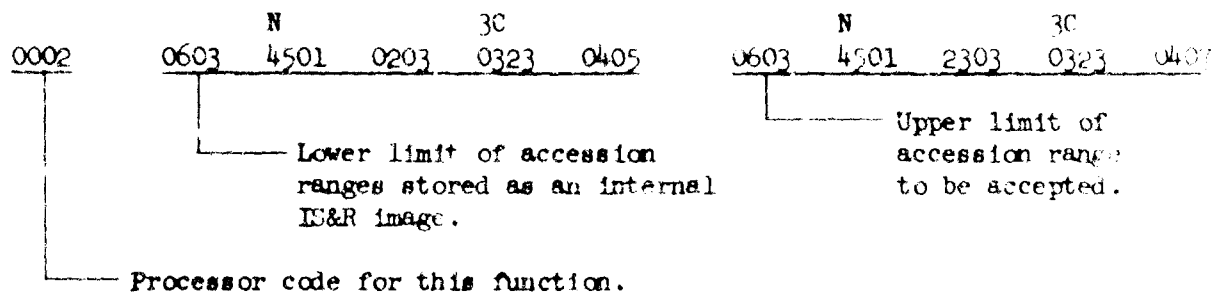 N 3C N 3C
0002 0603 4501 0203 0323 0405 0603 4501 2303 0323 0407
Upper limit of
Lower limit of accession accession range
ranges stored as an internal to be accepted.
IS&R image.
Processor code for this function.